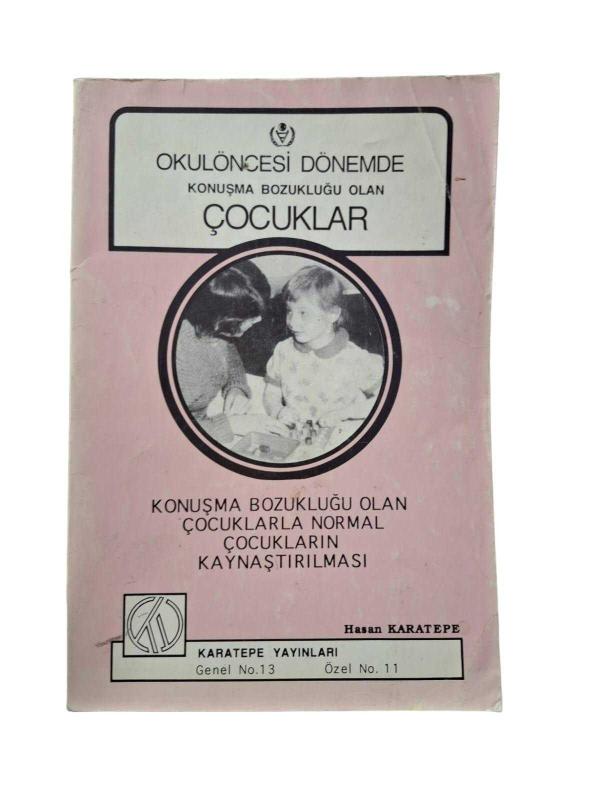 OKULÖNCESİ DÖNEMDE
KONUŞMA BOZUKLUĞU OLAN
ÇOCUKLAR
KONUŞMA BOZUKLUĞU OLAN
ÇOCUKLARLA NORMAL
ÇOCUKLARIN
KAYNAŞTIRILMASI
Hasan KARATEPE
KARATEPE YAYINLARI
Genel No.13 Özel No. 11